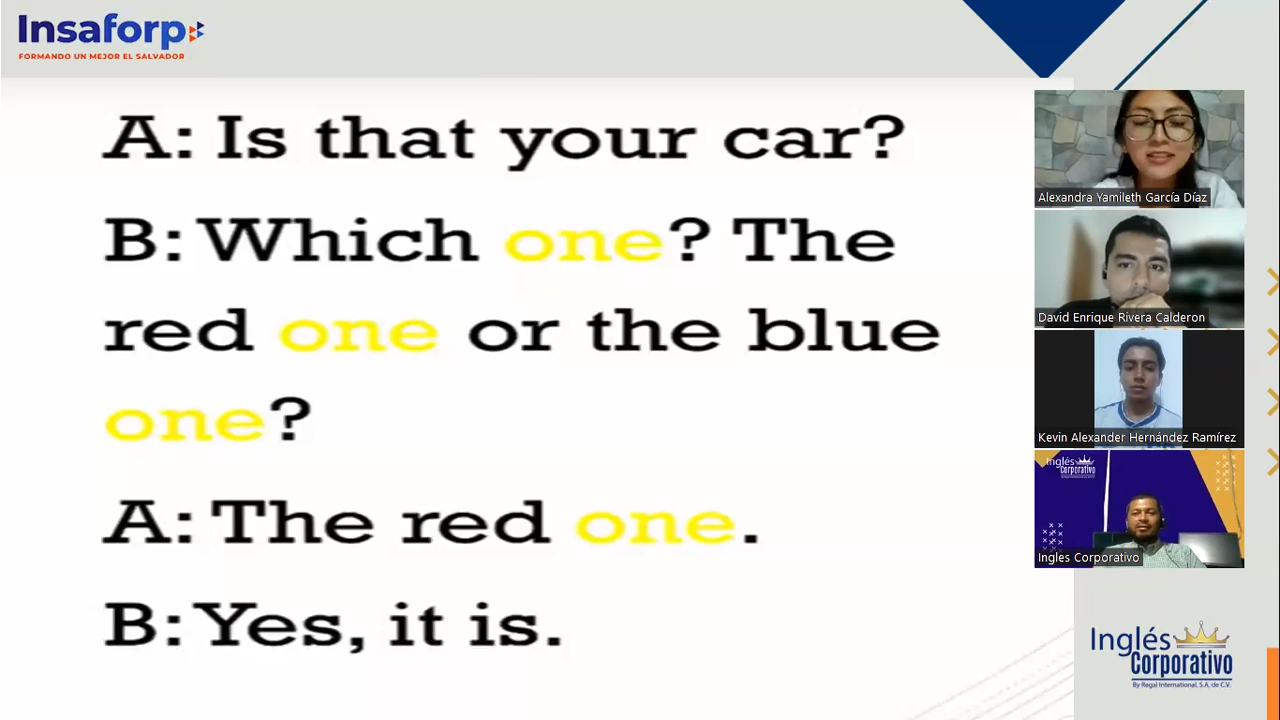 Insaforp
FORMANDO UN MEJOR EL SALVADOR
A: Is that your car?
B: Which one? The
red one or the blue
one?
A: The red one.
B: Yes, it is.
Alexandra Yamileth García Díaz
David Enrique Rivera Calderon
Kevin Alexander Hernández Ramírez
Inglés
Corporativo
Ingles Corporativo
Inglés
Corporativo
By Regal International, S.A. de C.V.